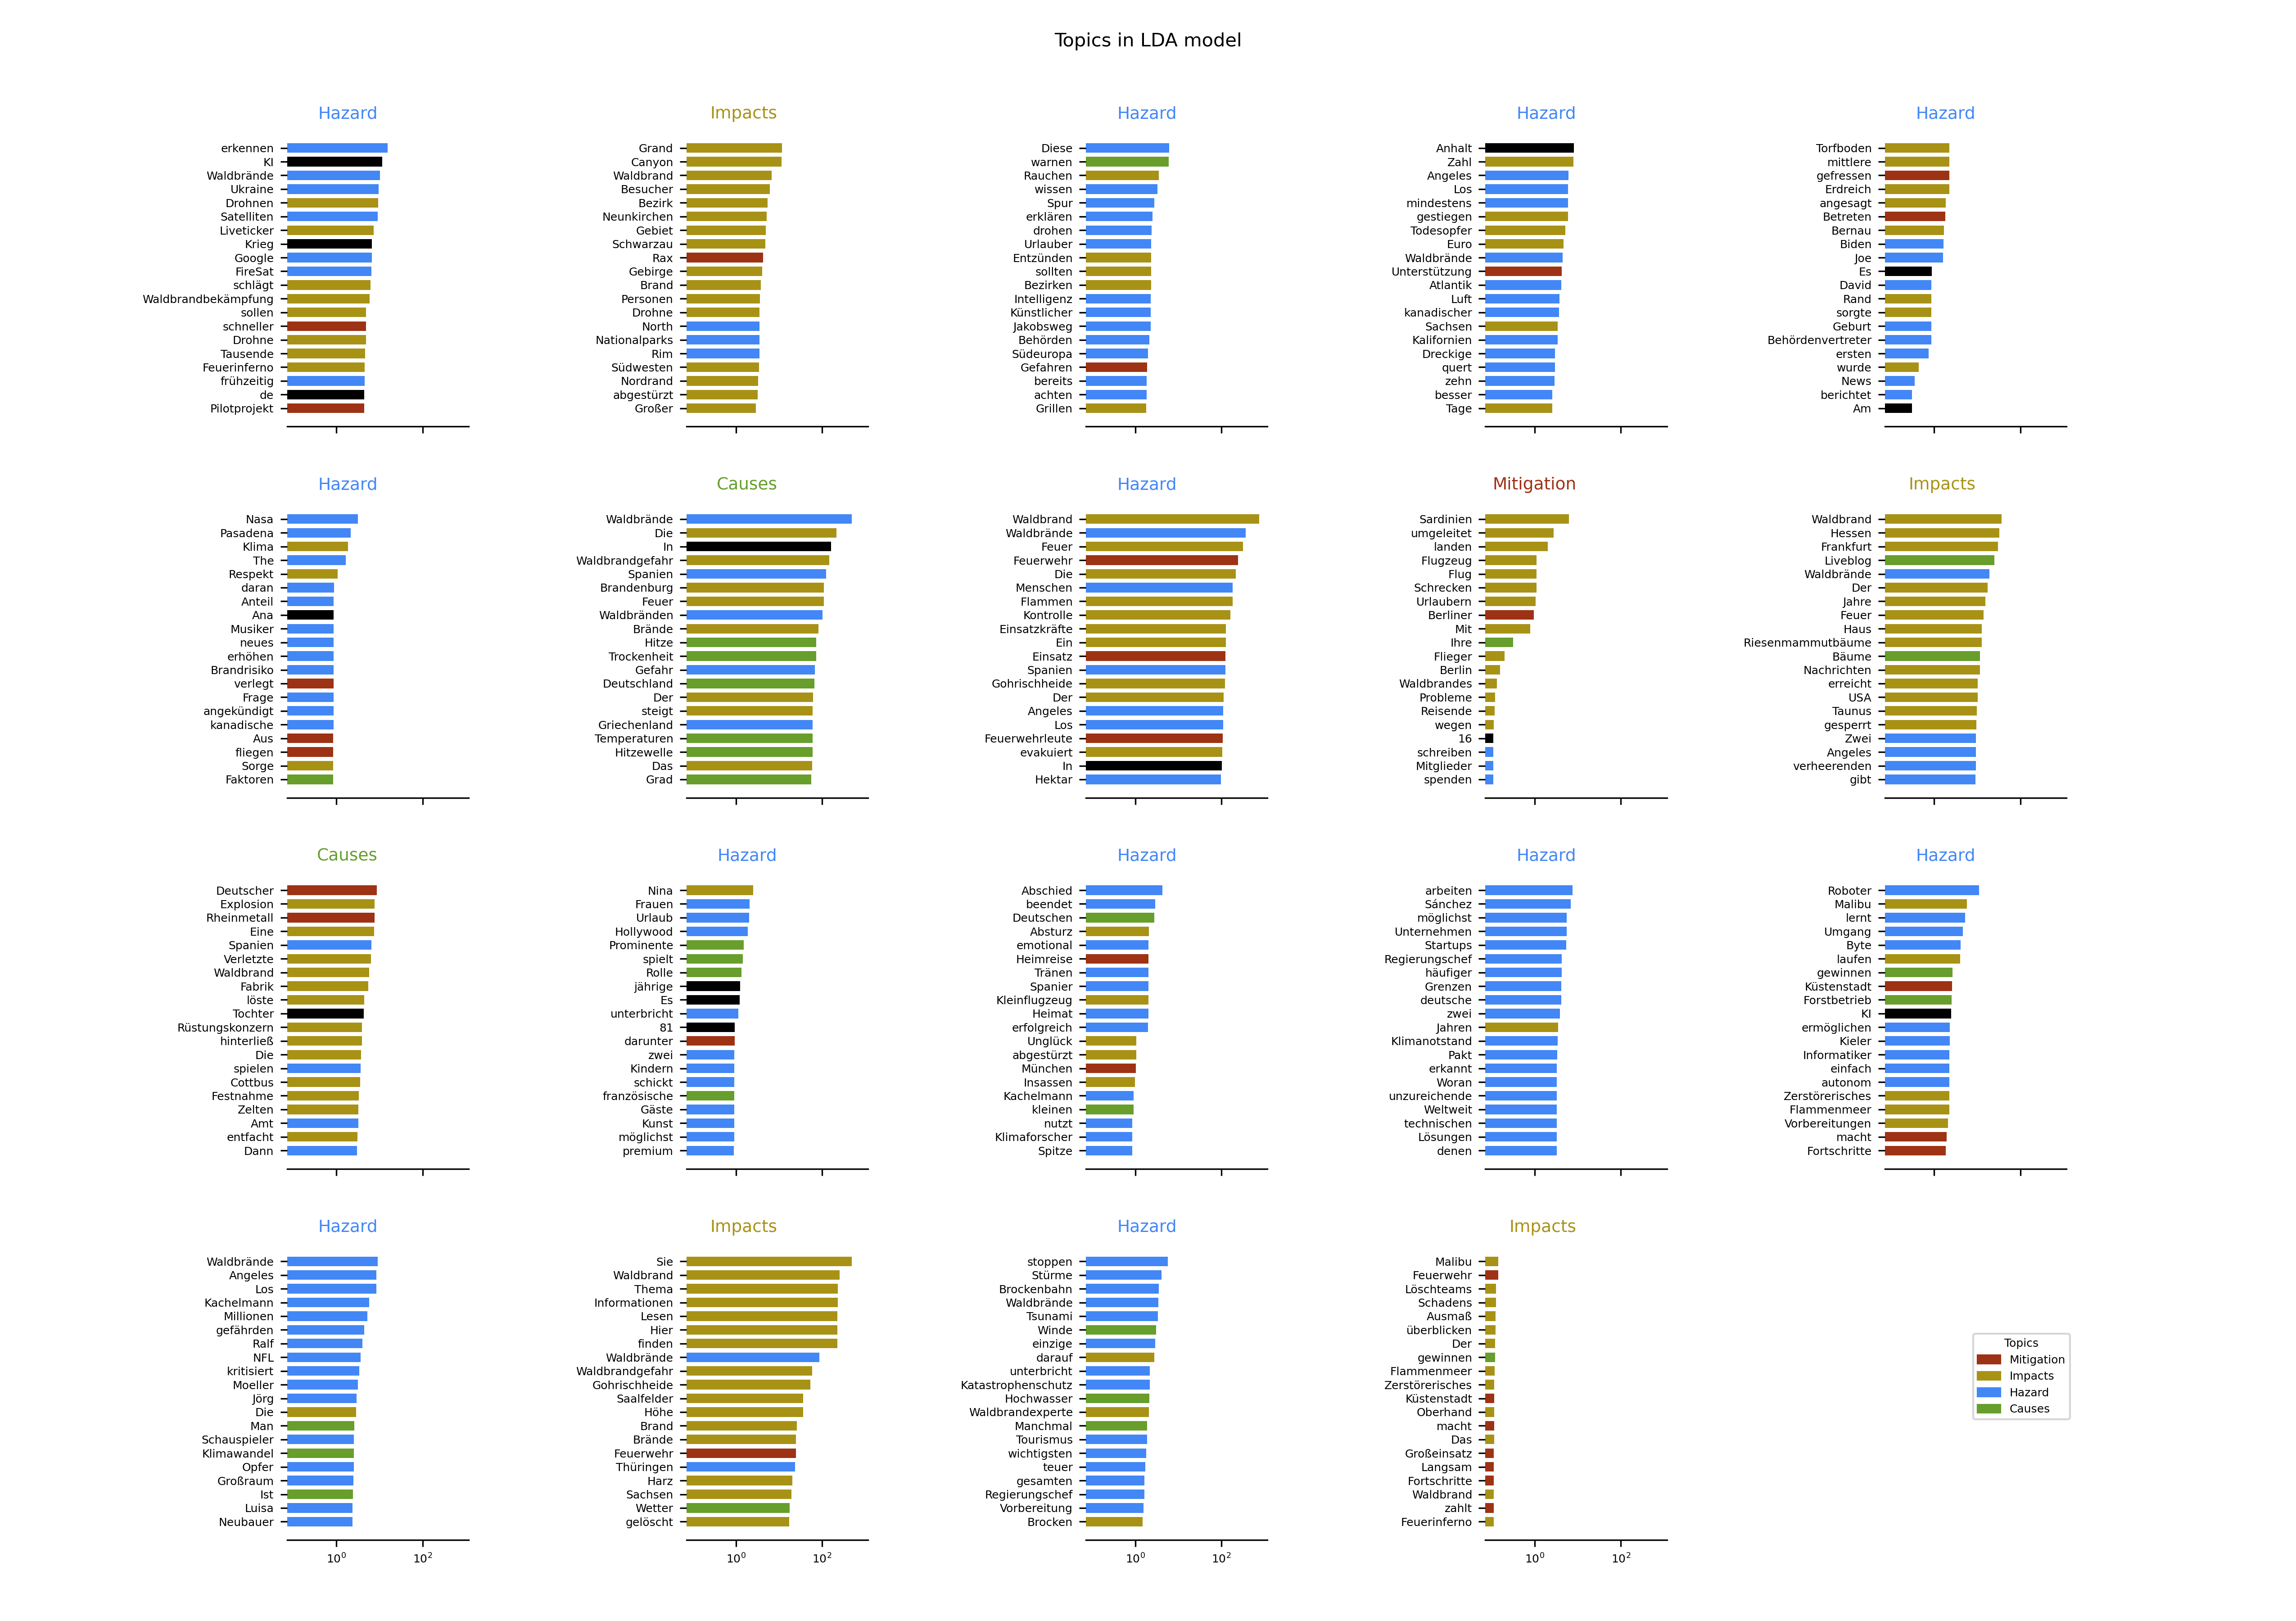 Topics in LDA model
Hazard
erkennen
KI
Waldbrände
Ukraine
Drohnen
Satelliten
Liveticker
Krieg
Google
FireSat
schlägt
Waldbrandbekämpfung
sollen
schneller
Drohne
Tausende
Feuerinferno
frühzeitig
de
Pilotprojekt
Impacts
Grand
Canyon
Waldbrand
Besucher
Bezirk
Neunkirchen
Gebiet
Schwarzau
Rax
Gebirge
Brand
Personen
Drohne
North
Nationalparks
Rim
Südwesten
Nordrand
abgestürzt
Großer
Hazard
Diese
warnen
Rauchen
wissen
Spur
erklären
drohen
Urlauber
Entzünden
sollten
Bezirken
Intelligenz
Künstlicher
Jakobsweg
Behörden
Südeuropa
Gefahren
bereits
achten
Grillen
Hazard
Anhalt
Zahl
Angeles
Los
mindestens
gestiegen
Todesopfer
Euro
Waldbrände
Unterstützung
Atlantik
Luft
kanadischer
Sachsen
Kalifornien
Dreckige
quert
zehn
besser
Tage
Hazard
Torfboden
mittlere
gefressen
Erdreich
angesagt
Betreten
Bernau
Biden
Joe
Es
David
Rand
sorgte
Geburt
Behördenvertreter
ersten
wurde
News
berichtet
Am
Hazard
Nasa
Pasadena
Klima
The
Respekt
daran
Anteil
Ana
Musiker
neues
erhöhen
Brandrisiko
verlegt
Frage
angekündigt
kanadische
Aus
fliegen
Sorge
Faktoren
Causes
Waldbrände
Die
In
Waldbrandgefahr
Spanien
Brandenburg
Feuer
Waldbränden
Brände
Hitze
Trockenheit
Gefahr
Deutschland
Der
steigt
Griechenland
Temperaturen
Hitzewelle
Das
Grad
Hazard
Waldbrand
Waldbrände
Feuer
Feuerwehr
Die
Menschen
Flammen
Kontrolle
Einsatzkräfte
Ein
Einsatz
Spanien
Gohrischheide
Der
Angeles
Los
Feuerwehrleute
evakuiert
In
Hektar
Mitigation
Sardinien
umgeleitet
landen
Flugzeug
Flug
Schrecken
Urlaubern
Berliner
Mit
Ihre
Flieger
Berlin
Waldbrandes
Probleme
Reisende
wegen
16
schreiben
Mitglieder
spenden
Impacts
Waldbrand
Hessen
Frankfurt
Liveblog
Waldbrände
Der
Jahre
Feuer
Haus
Riesenmammutbäume
Bäume
Nachrichten
erreicht
USA
Taunus
gesperrt
Zwei
Angeles
verheerenden
gibt
Causes
Deutscher
Explosion
Rheinmetall
Eine
Spanien
Verletzte
Waldbrand
Fabrik
löste
Tochter
Rüstungskonzern
hinterließ
Die
spielen
Cottbus
Festnahme
Zelten
Amt
entfacht
Dann
Hazard
Nina
Frauen
Urlaub
Hollywood
Prominente
spielt
Rolle
jährige
Es
unterbricht
81
darunter
zwei
Kindern
schickt
französische
Gäste
Kunst
möglichst
premium
Hazard
Abschied
beendet
Deutschen
Absturz
emotional
Heimreise
Tränen
Spanier
Kleinflugzeug
Heimat
erfolgreich
Unglück
abgestürzt
München
Insassen
Kachelmann
kleinen
nutzt
Klimaforscher
Spitze
Hazard
arbeiten
Sánchez
möglichst
Unternehmen
Startups
Regierungschef
häufiger
Grenzen
deutsche
zwei
Jahren
Klimanotstand
Pakt
erkannt
Woran
unzureichende
Weltweit
technischen
Lösungen
denen
Hazard
Roboter
Malibu
lernt
Umgang
Byte
laufen
gewinnen
Küstenstadt
Forstbetrieb
KI
ermöglichen
Kieler
Informatiker
einfach
autonom
Zerstörerisches
Flammenmeer
Vorbereitungen
macht
Fortschritte
Hazard
Waldbrände
Angeles
Los
Kachelmann
Millionen
gefährden
Ralf
NFL
kritisiert
Moeller
Jörg
Die
Man
Schauspieler
Klimawandel
Opfer
Großraum
Ist
Luisa
Neubauer
10⁰ 10²
Impacts
Sie
Waldbrand
Thema
Informationen
Lesen
Hier
finden
Waldbrände
Waldbrandgefahr
Gohrischheide
Saalfelder
Höhe
Brand
Brände
Feuerwehr
Thüringen
Harz
Sachsen
Wetter
gelöscht
10⁰ 10²
Hazard
stoppen
Stürme
Brockenbahn
Waldbrände
Tsunami
Winde
einzige
darauf
unterbricht
Katastrophenschutz
Hochwasser
Waldbrandexperte
Manchmal
Tourismus
wichtigsten
teuer
gesamten
Regierungschef
Vorbereitung
Brocken
10⁰ 10²
Impacts
Malibu
Feuerwehr
Löschteams
Schadens
Ausmaß
überblicken
Der
gewinnen
Flammenmeer
Zerstörerisches
Küstenstadt
Oberhand
macht
Das
Großeinsatz
Langsam
Fortschritte
Waldbrand
zahlt
Feuerinferno
10⁰ 10²
Topics
Mitigation
Impacts
Hazard
Causes